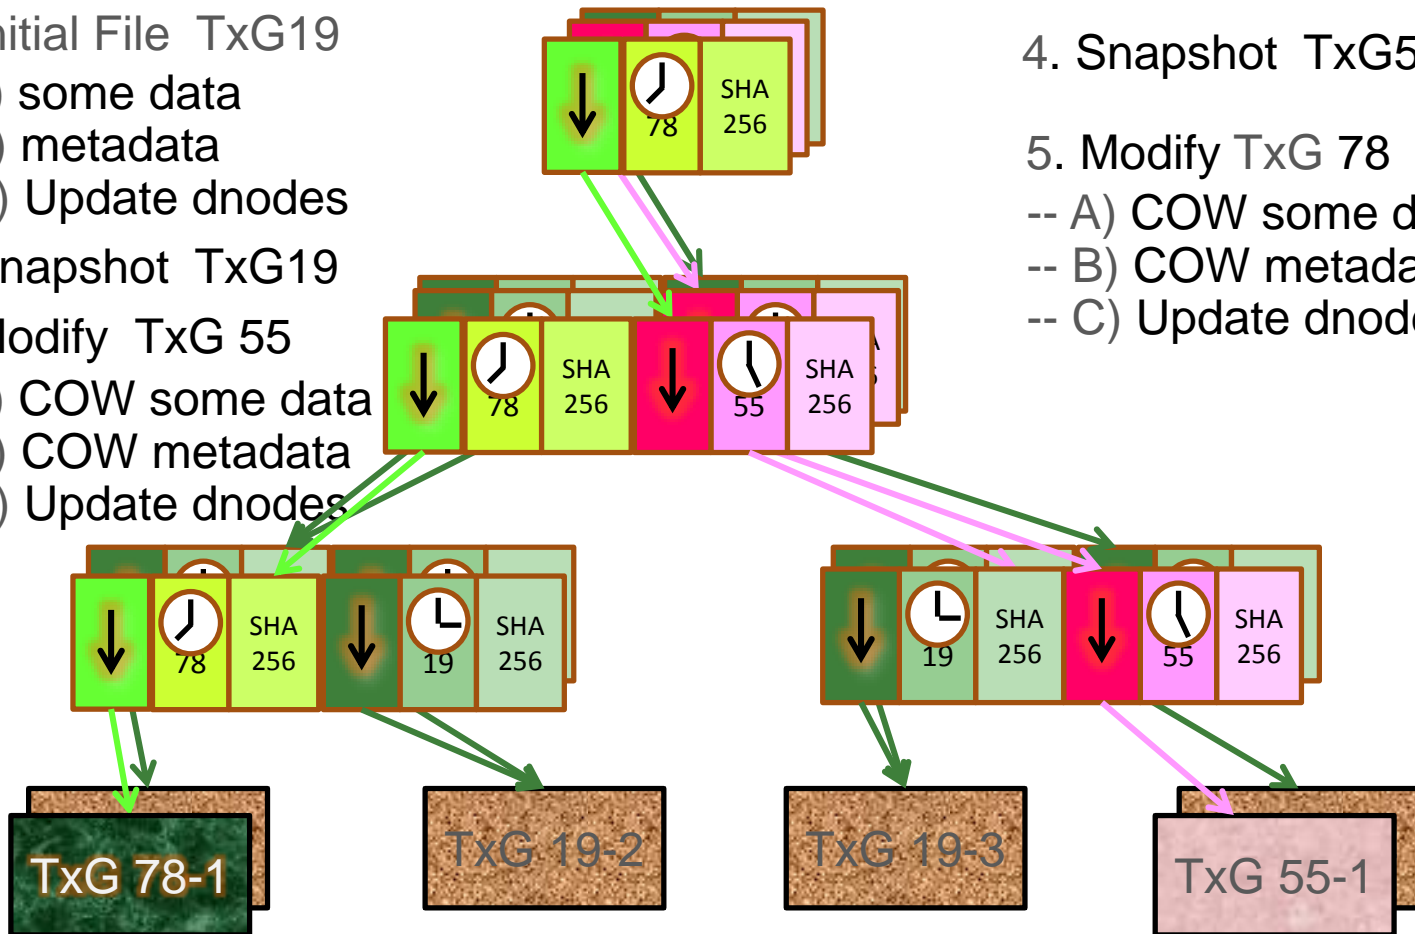 nitial File TxG19
) some data
) metadata
) Update dnodes
napshot TxG19
odify TxG 55
) COW some data
) COW metadata
) Update dnodes
4. Snapshot TxG5
5. Modify TxG 78
-- A) COW some d
-- B) COW metada
-- C) Update dnod
78
SHA
256
78
SHA
256
55
SHA
256
78
SHA
256
19
SHA
256
19
SHA
256
55
SHA
256
TxG 78-1
TxG 19-2
TxG 19-3
TxG 55-1